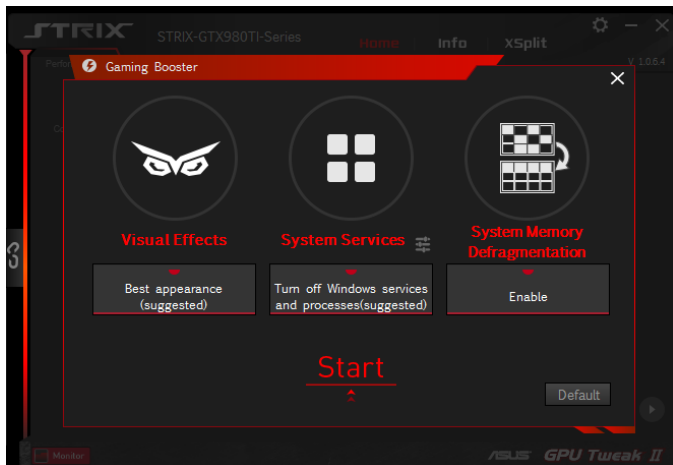 STRIX
STRIX-GTX980TI-Series
Home
Info
XSplit
V. 1.0.6.4
Gaming Booster
Visual Effects
System Services
System Memory
Defragmentation
Best appearance
(suggested)
Turn off Windows services
and processes(suggested)
Enable
Start
Default
Monitor
ASUS GPU Tweak II